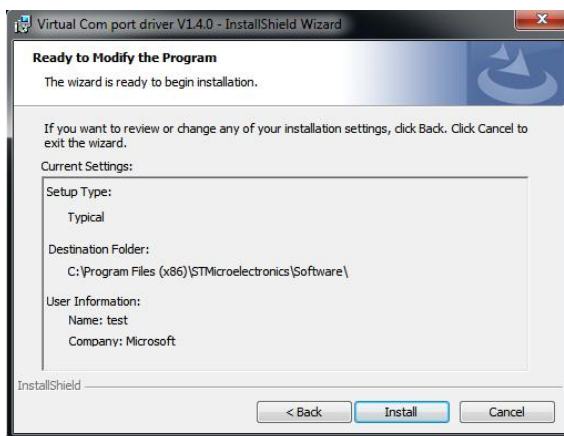 Virtual Com port driver V1.4.0 - InstallShield Wizard
Ready to Modify the Program
The wizard is ready to begin installation.
If you want to review or change any of your installation settings, click Back. Click Cancel to
exit the wizard.
Current Settings:
Setup Type:
Typical
Destination Folder:
C:\Program Files (x86)\STMicroelectronics\Software\
User Information:
Name: test
Company: Microsoft
InstallShield
< Back
Install
Cancel